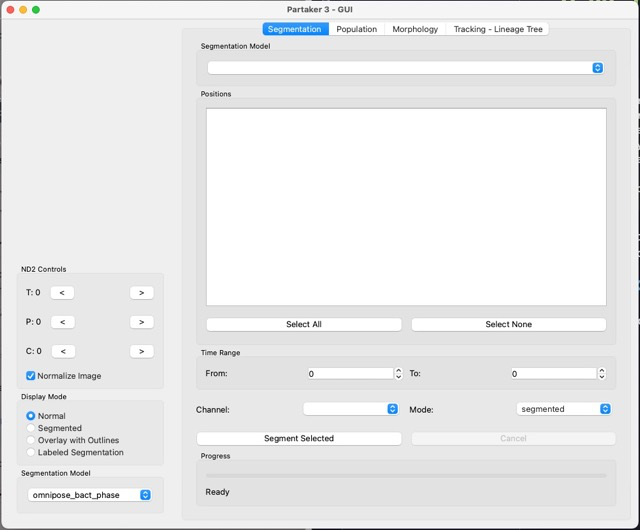 Partaker 3 - GUI
Segmentation
Population
Morphology
Tracking - Lineage Tree
Segmentation Model
Positions
Select All
Select None
Time Range
From:
0
To:
0
Channel:
Mode:
segmented
Segment Selected
Cancel
Progress
Ready
ND2 Controls
T: 0
<
>
P: 0
<
>
C: 0
<
>
Normalize Image
Display Mode
Normal
Segmented
Overlay with Outlines
Labeled Segmentation
Segmentation Model
omnipose_bact_phase